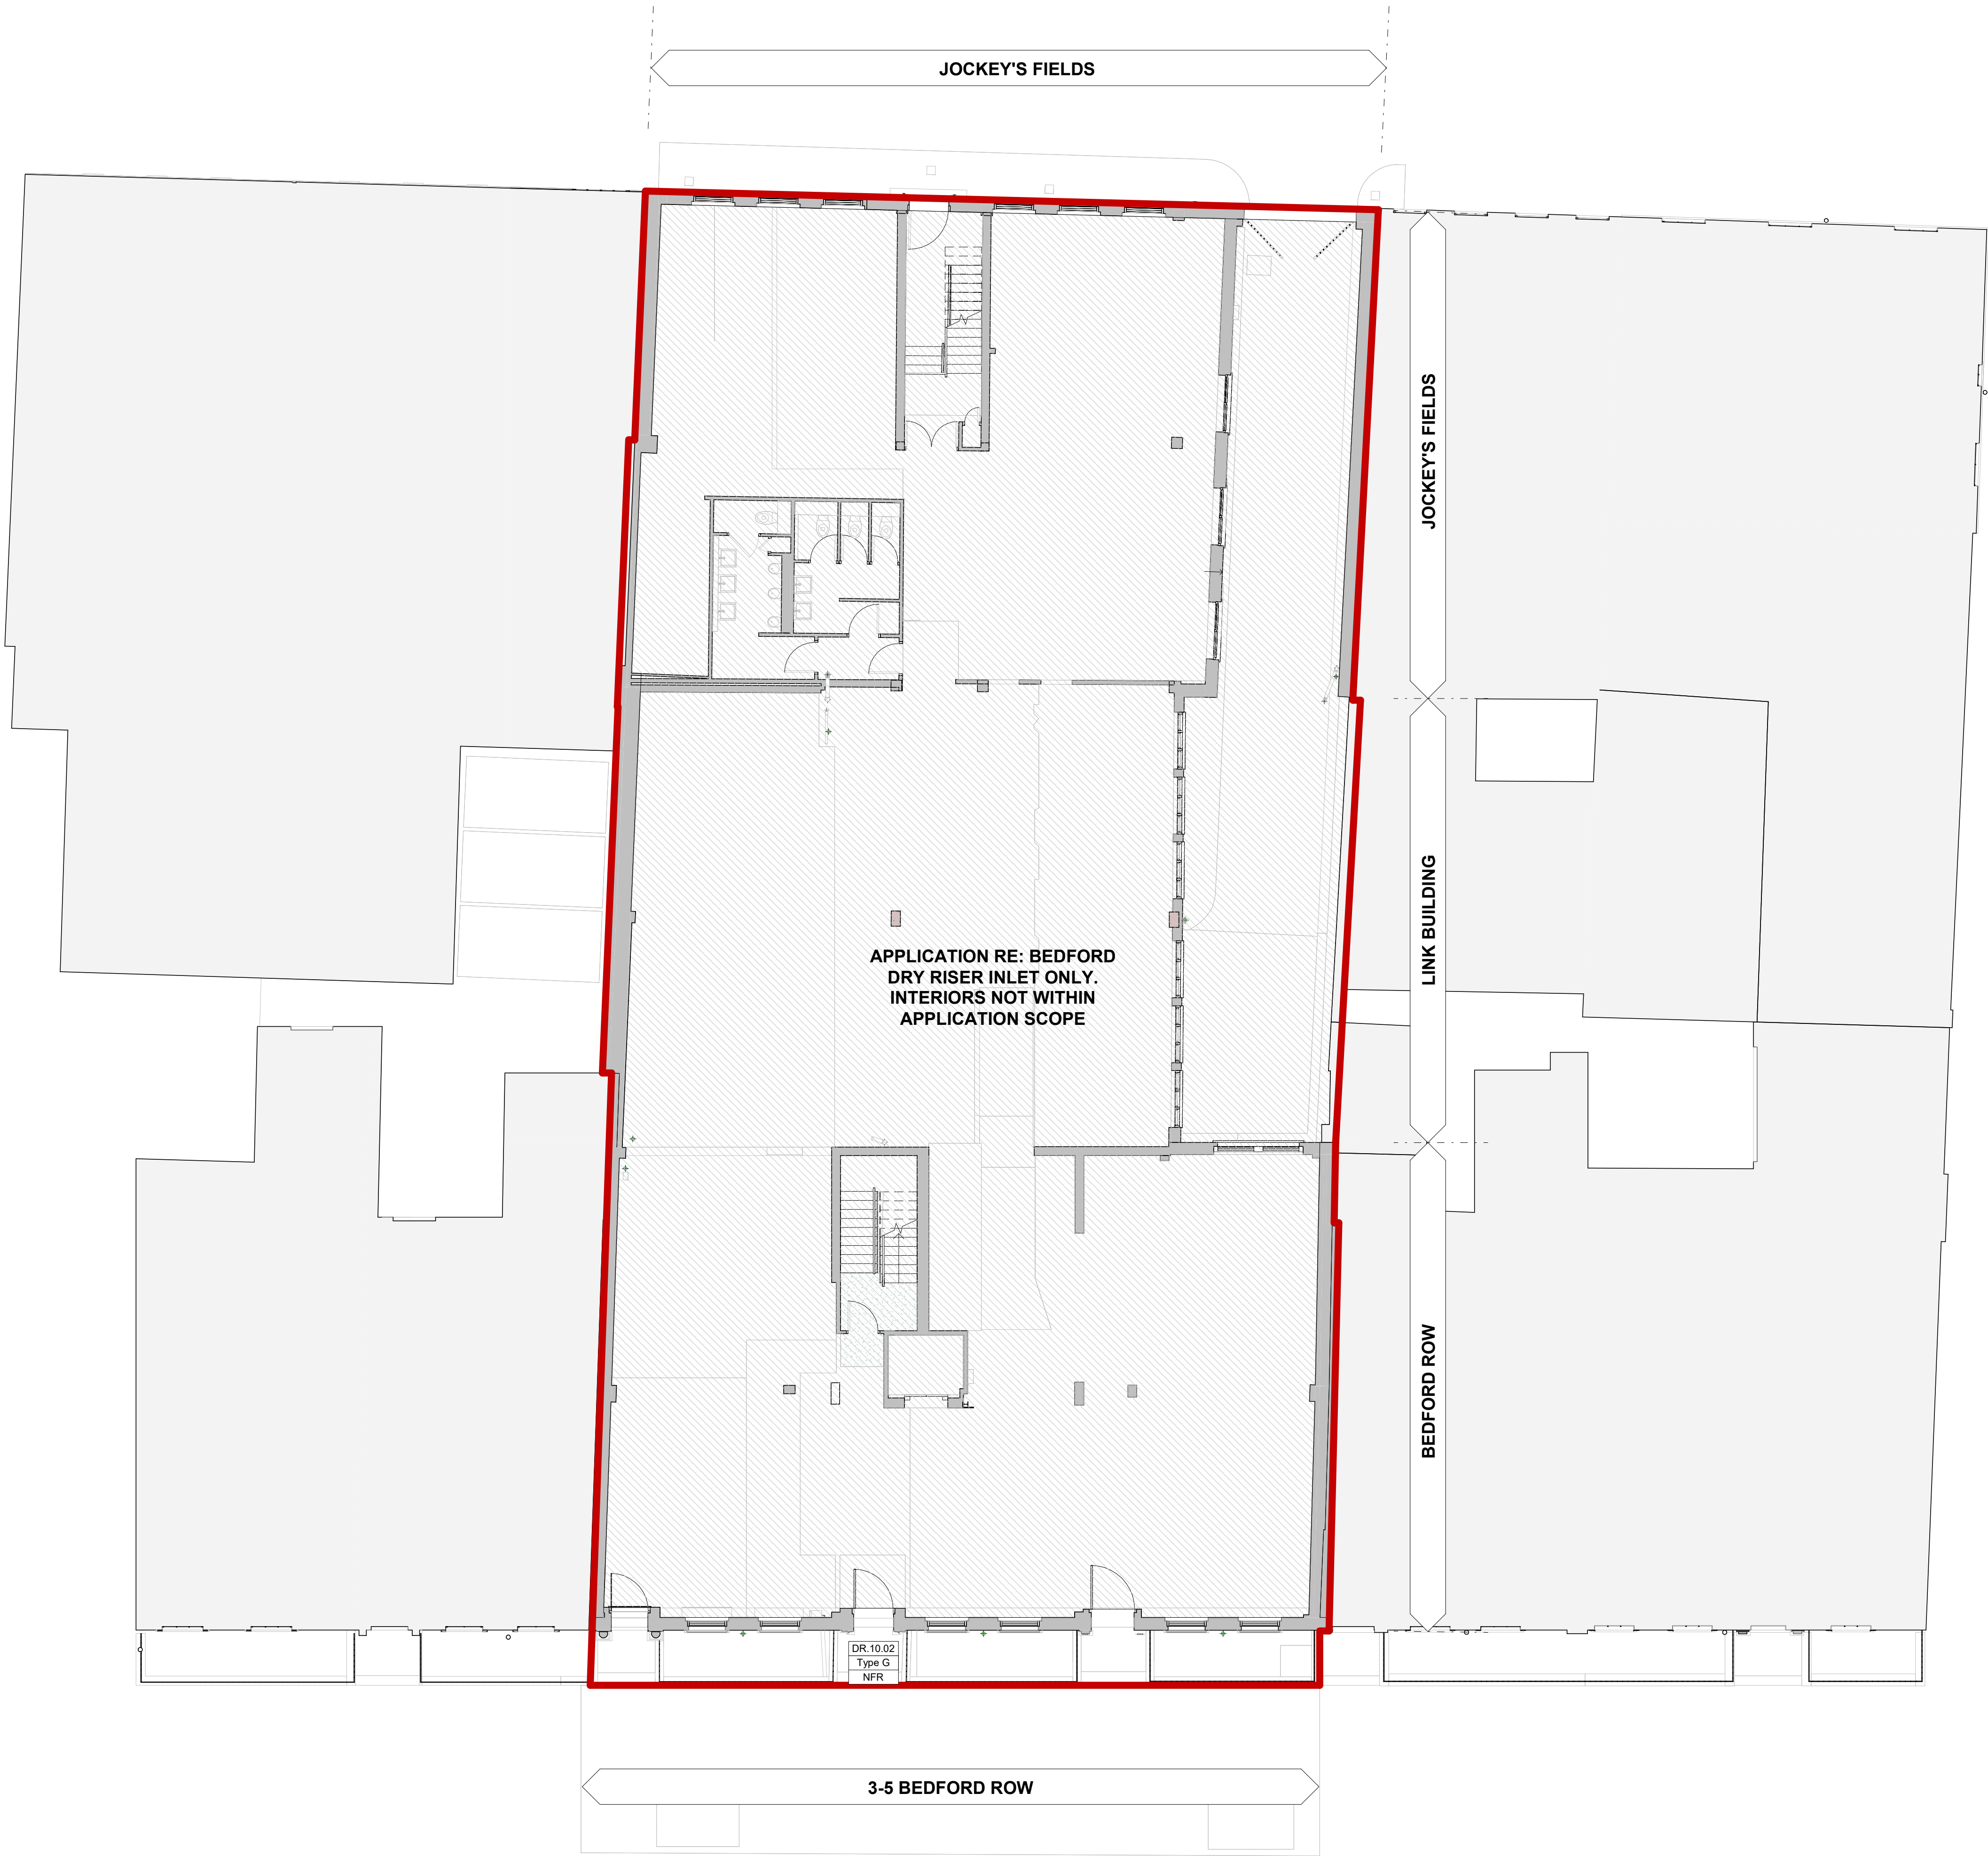 JOCKEY'S FIELDS
JOCKEY'S FIELDS
LINK BUILDING
APPLICATION RE: BEDFORD
DRY RISER INLET ONLY.
INTERIORS NOT WITHIN
APPLICATION SCOPE
BEDFORD ROW
DR.10.02
Type G
NFR
3-5 BEDFORD ROW